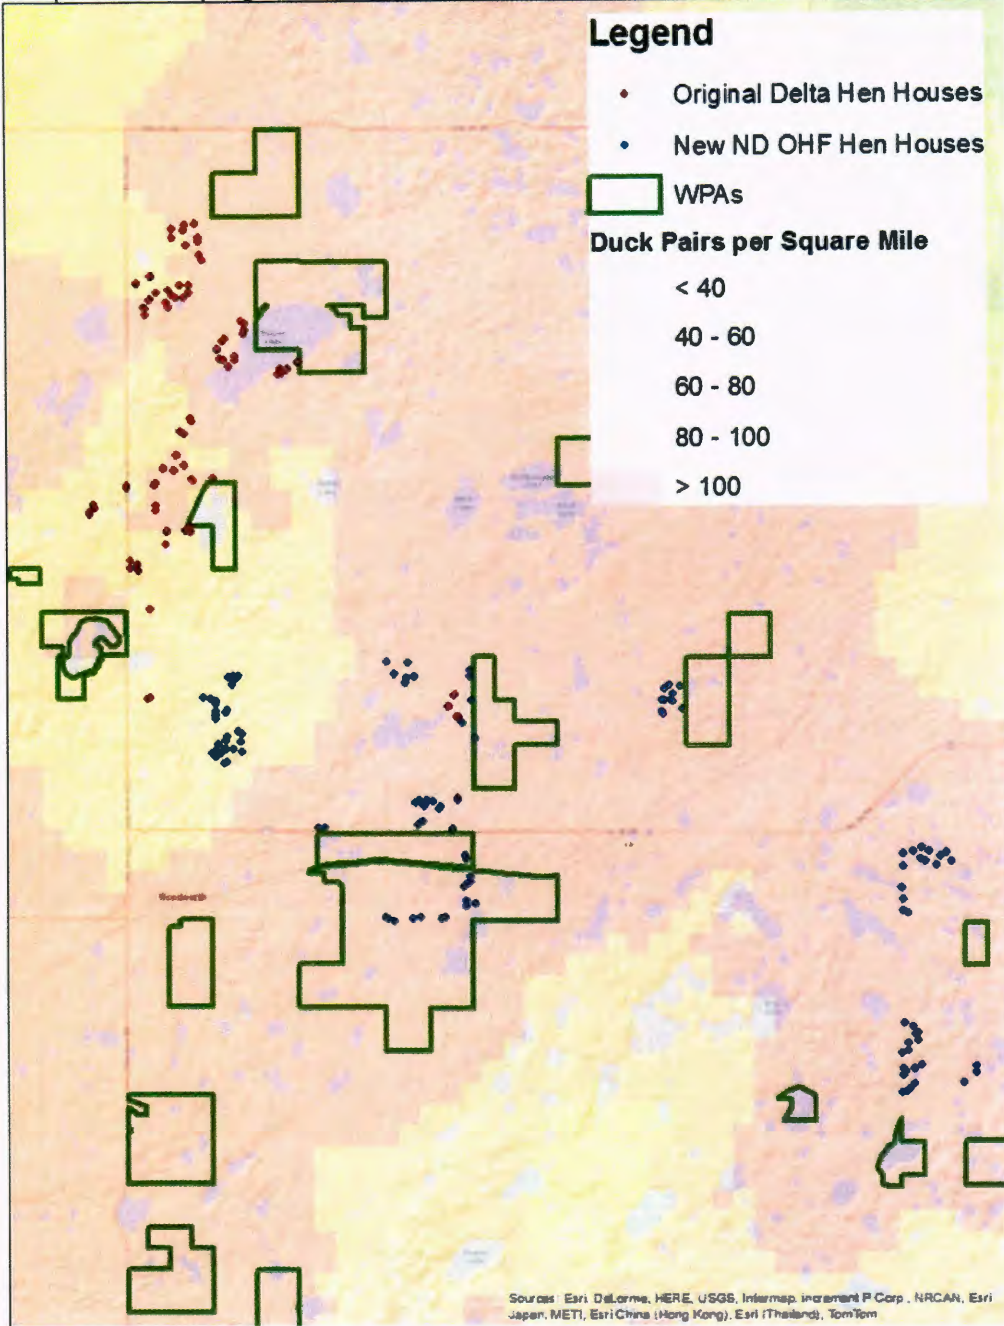 Legend
Original Delta Hen Houses
New ND OHF Hen Houses
WPAs
Duck Pairs per Square Mile
< 40
40 - 60
60 - 80
80 - 100
> 100
Woodworth
Sources: Esri, DeLorme, HERE, USGS, Intermap, increment P Corp., NRCAN, Esri
Japan, METI, Esri China (Hong Kong), Esri (Thailand), TomTom